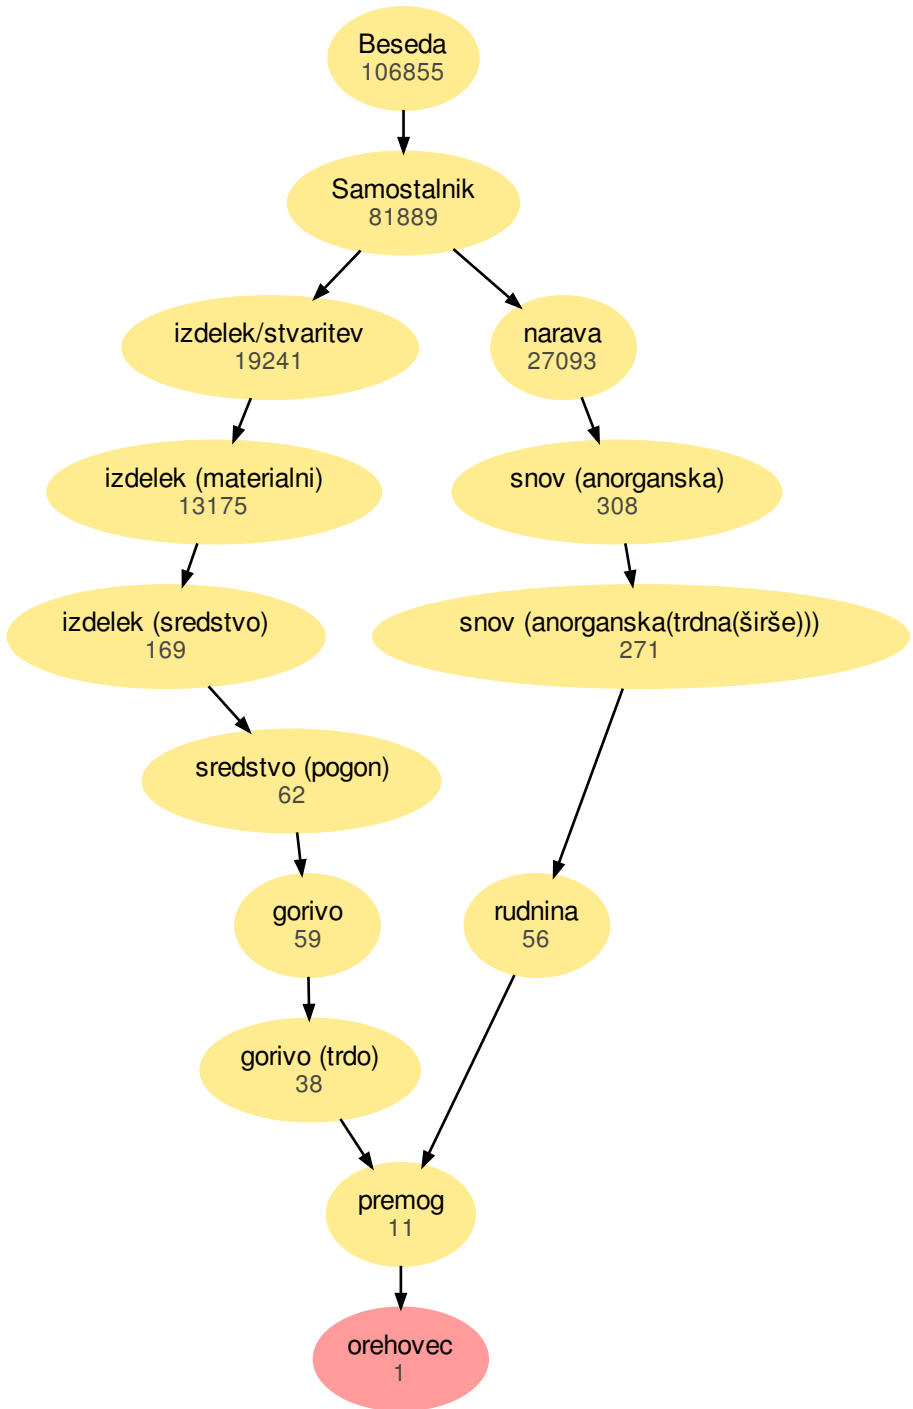 Beseda
106855
Samostalnik
81889
izdelek/stvaritev
19241
narava
27093
izdelek (materialni)
13175
snov (anorganska)
308
izdelek (sredstvo)
169
snov (anorganska(trdna(širše)))
271
sredstvo (pogon)
62
gorivo
59
rudnina
56
gorivo (trdo)
38
premog
11
orehovec
1